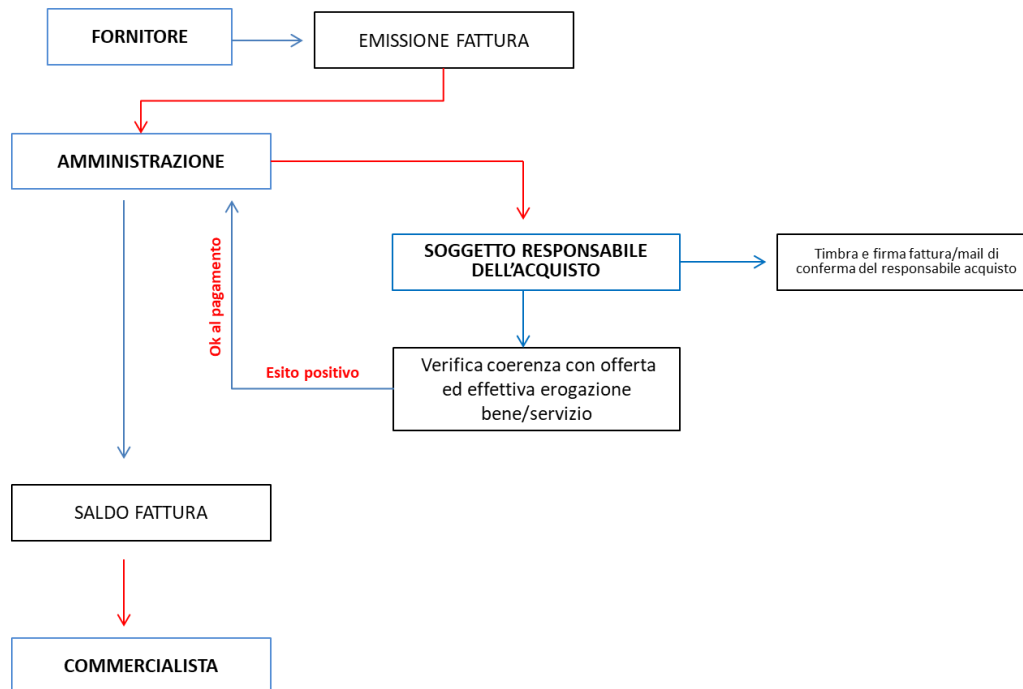 FORNITORE
EMISSIONE FATTURA
AMMINISTRAZIONE
SOGGETTO RESPONSABILE
DELL'ACQUISTO
Timbra e firma fattura/mail di
conferma del responsabile acquisto
Ok al pagamento
Esito positivo
Verifica coerenza con offerta
ed effettiva erogazione
bene/servizio
SALDO FATTURA
COMMERCIALISTA